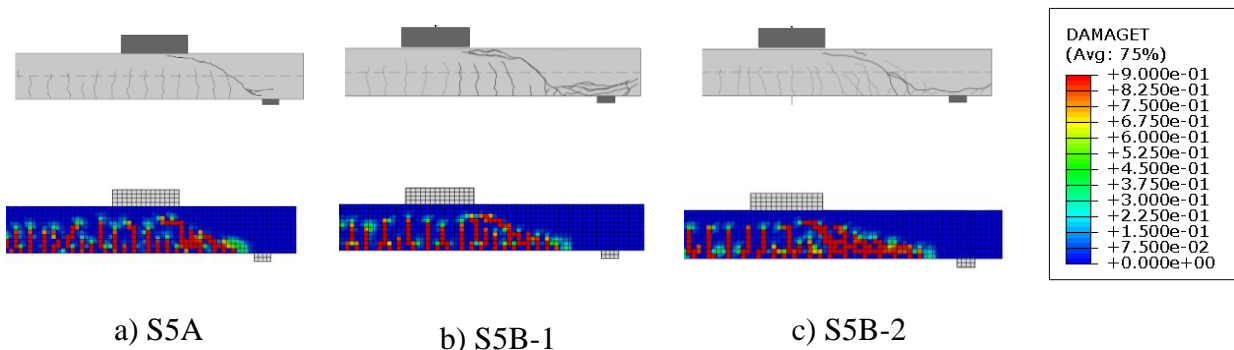 DAMAGET
(Avg: 75%)
+9.000e-01
+8.250e-01
+7.500e-01
+6.750e-01
+6.000e-01
+5.250e-01
+4.500e-01
+3.750e-01
+3.000e-01
+2.250e-01
+1.500e-01
+7.500e-02
+0.000e+00
a) S5A
b) S5B-1
c) S5B-2